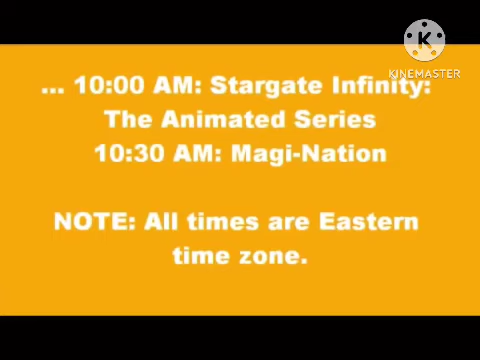 K
KINEMASTER
... 10:00 AM: Stargate Infinity:
The Animated Series
10:30 AM: Magi-Nation
NOTE: All times are Eastern
time zone.